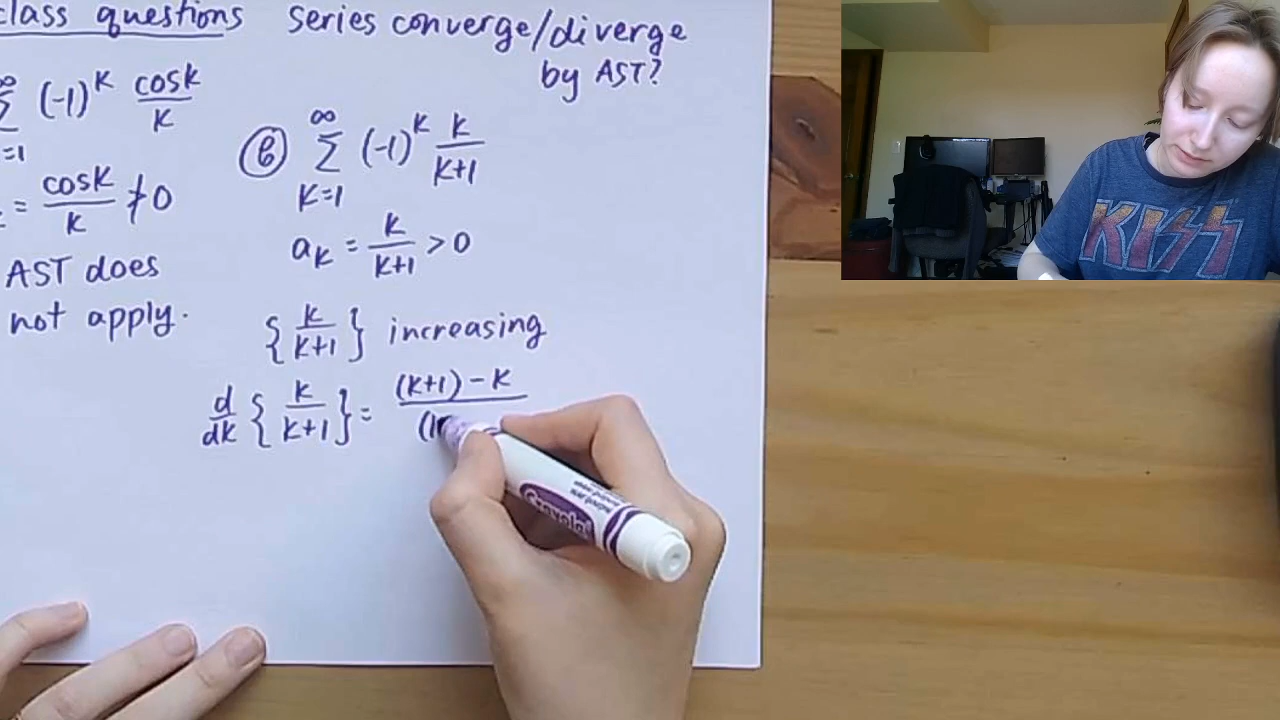 class questions
∞
Σ (-1)^k cosk/k
=1
= cosk/k ≯0
AST does
not apply.
series converge/diverge
by AST?
ⓑ ∞
Σ (-1)^k k/k+1
k=1
a_k = k/k+1 > 0
{k/k+1} increasing
d/dk {k/k+1} = (k+1) - k
KISS
Crayola